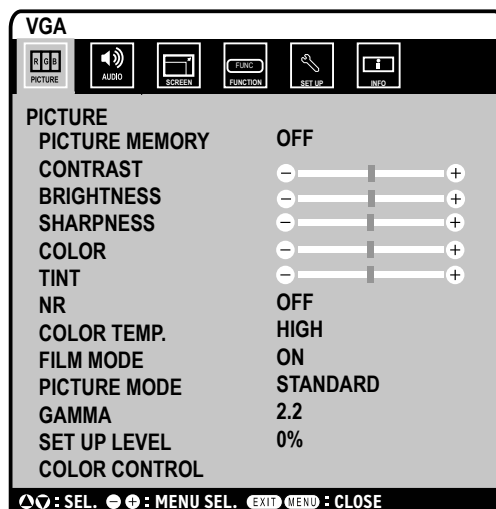 VGA
R G B
PICTURE
AUDIO
SCREEN
FUNC
FUNCTION
SET UP
i
INFO
PICTURE
PICTURE MEMORY OFF
CONTRAST
BRIGHTNESS
SHARPNESS
COLOR
TINT
NR OFF
COLOR TEMP. HIGH
FILM MODE ON
PICTURE MODE STANDARD
GAMMA 2.2
SET UP LEVEL 0%
COLOR CONTROL
: SEL. : MENU SEL. EXIT MENU : CLOSE